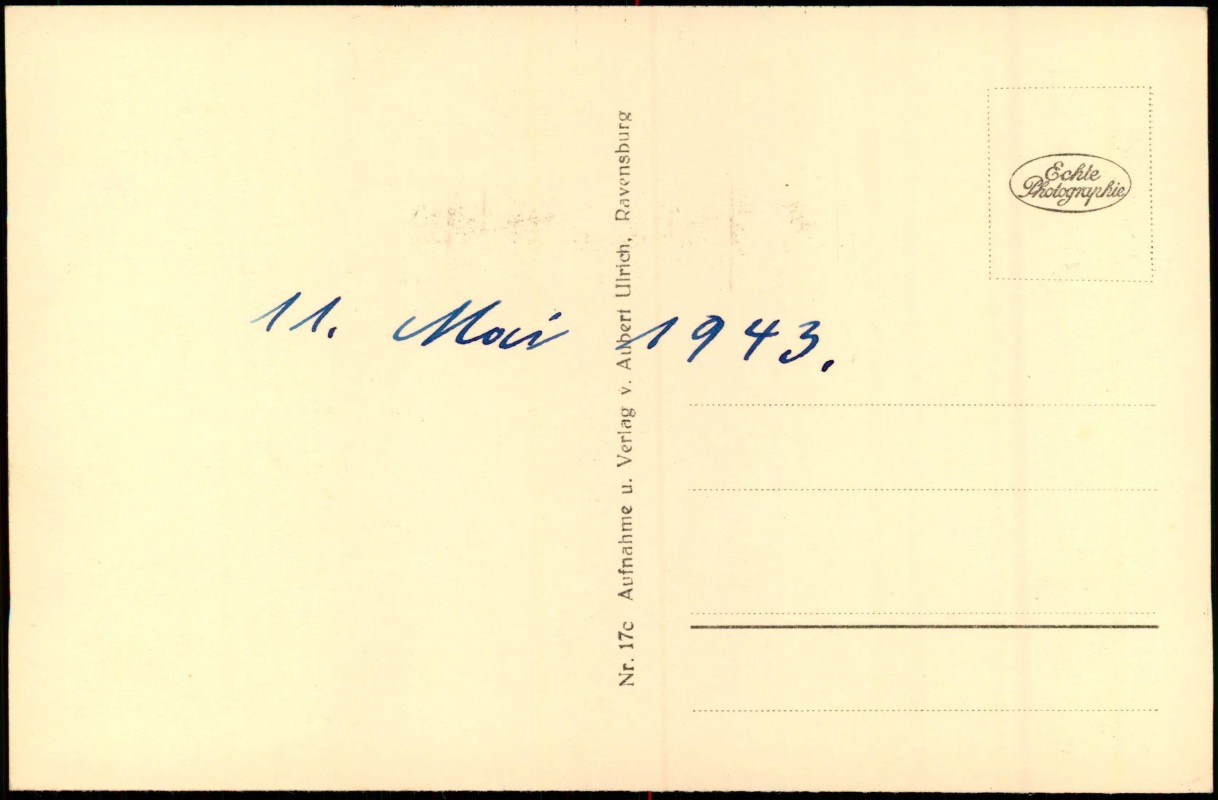 Echte
Photographie
11. Mai 1943.
Nr. 17c Aufnahme u. Verlag v. Albert Ulrich, Ravensburg